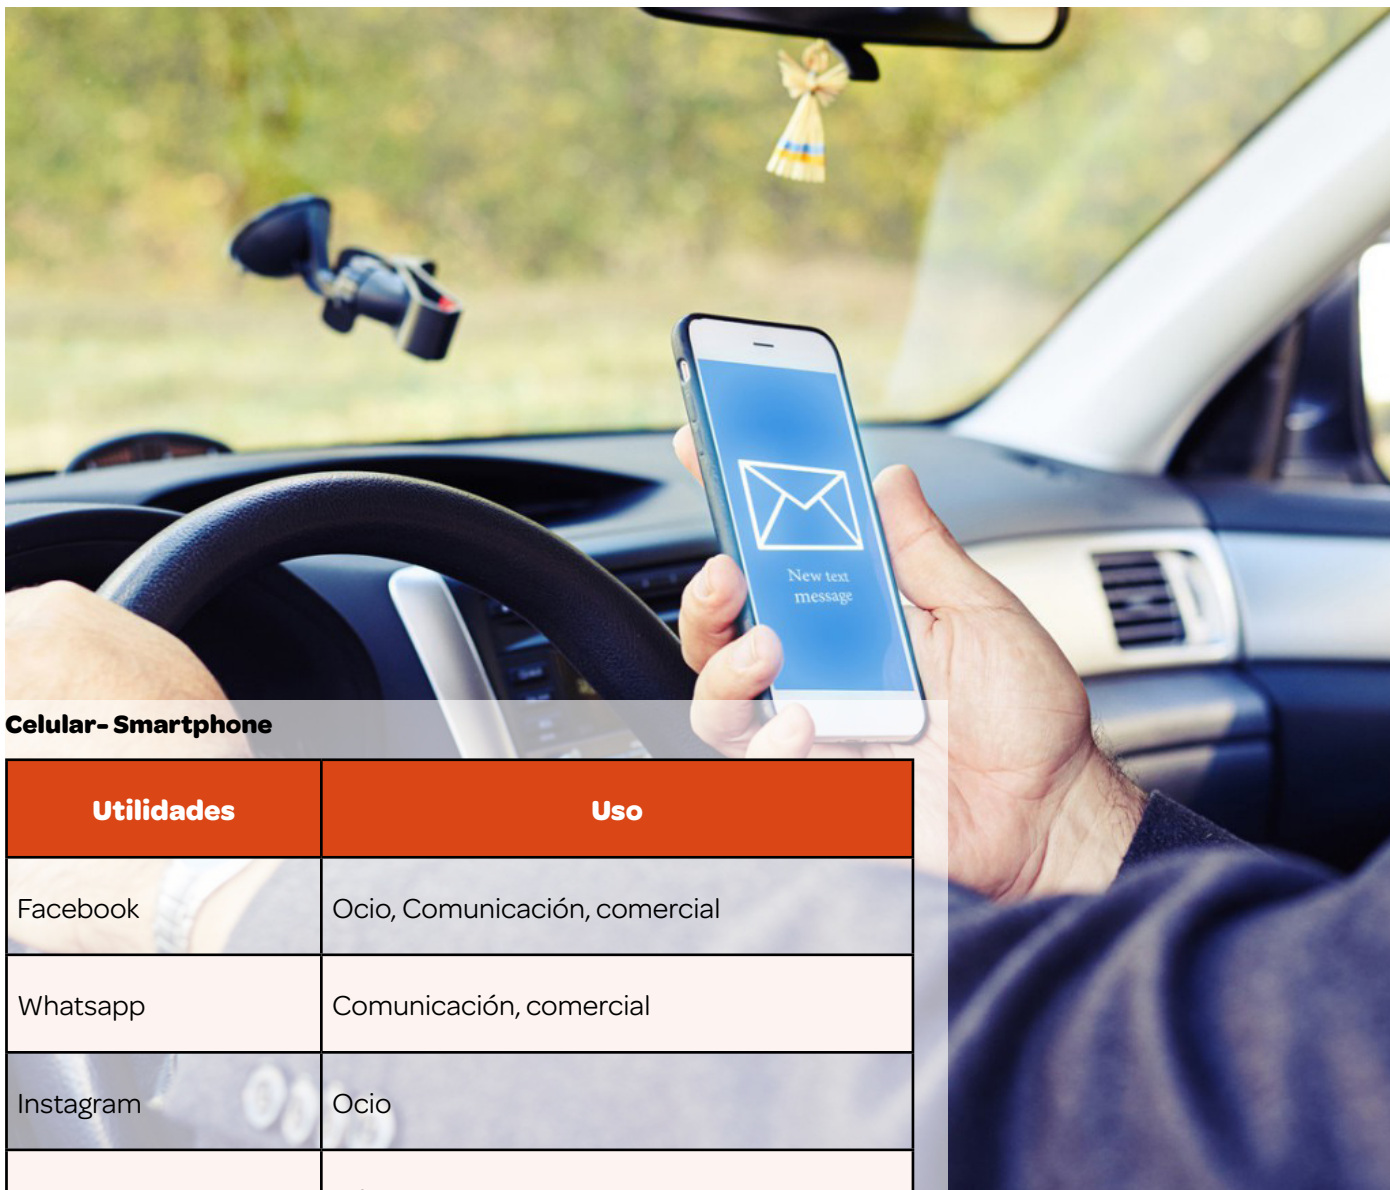 New text
message
Celular- Smartphone
Utilidades Uso
Facebook Ocio, Comunicación, comercial
Whatsapp Comunicación, comercial
Instagram Ocio